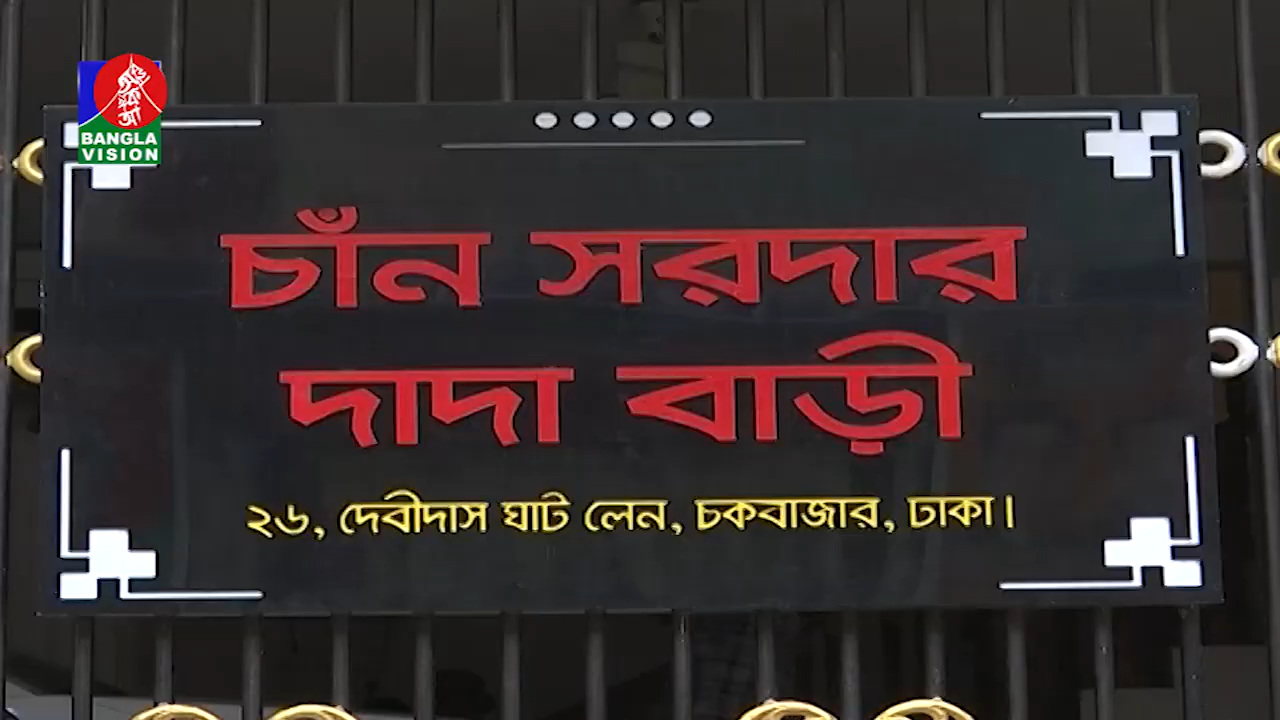 BANGLA
VISION
চাঁন সরদার
দাদা বাড়ী
২৬, দেবীদাস ঘাট লেন, চকবাজার, ঢাকা।